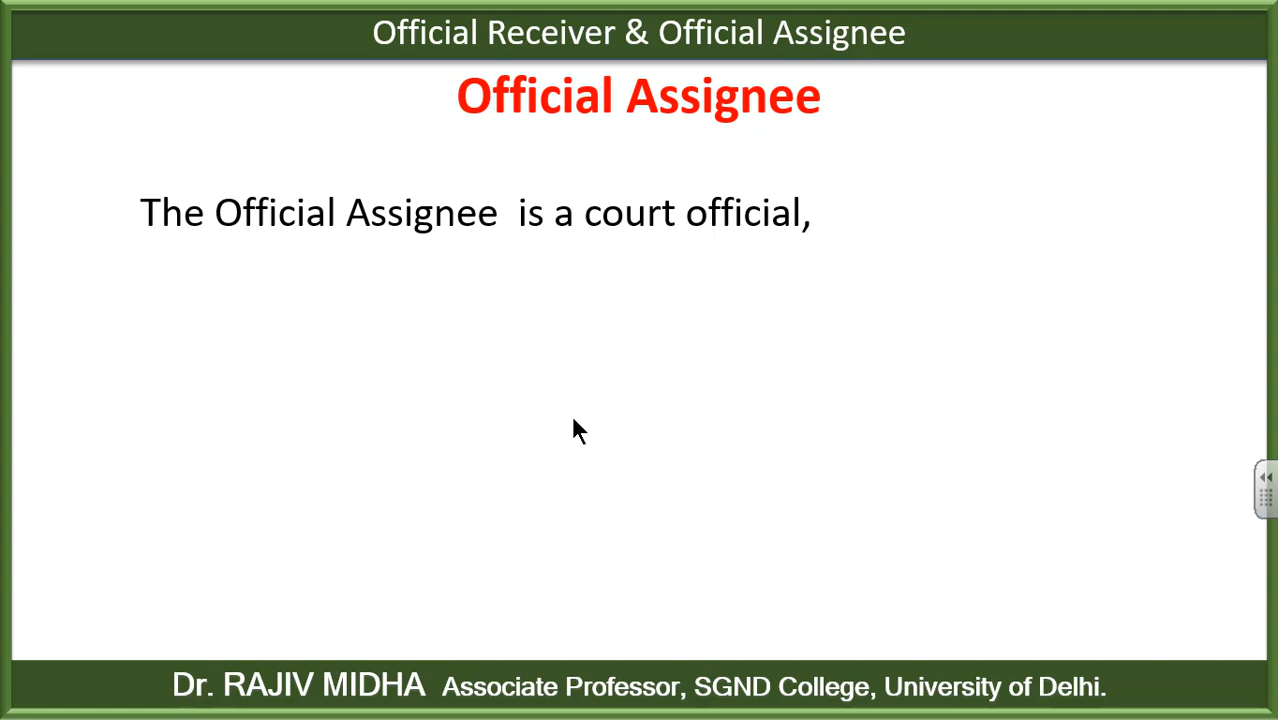 Official Receiver & Official Assignee
Official Assignee
The Official Assignee is a court official,
Dr. RAJIV MIDHA Associate Professor, SGND College, University of Delhi.